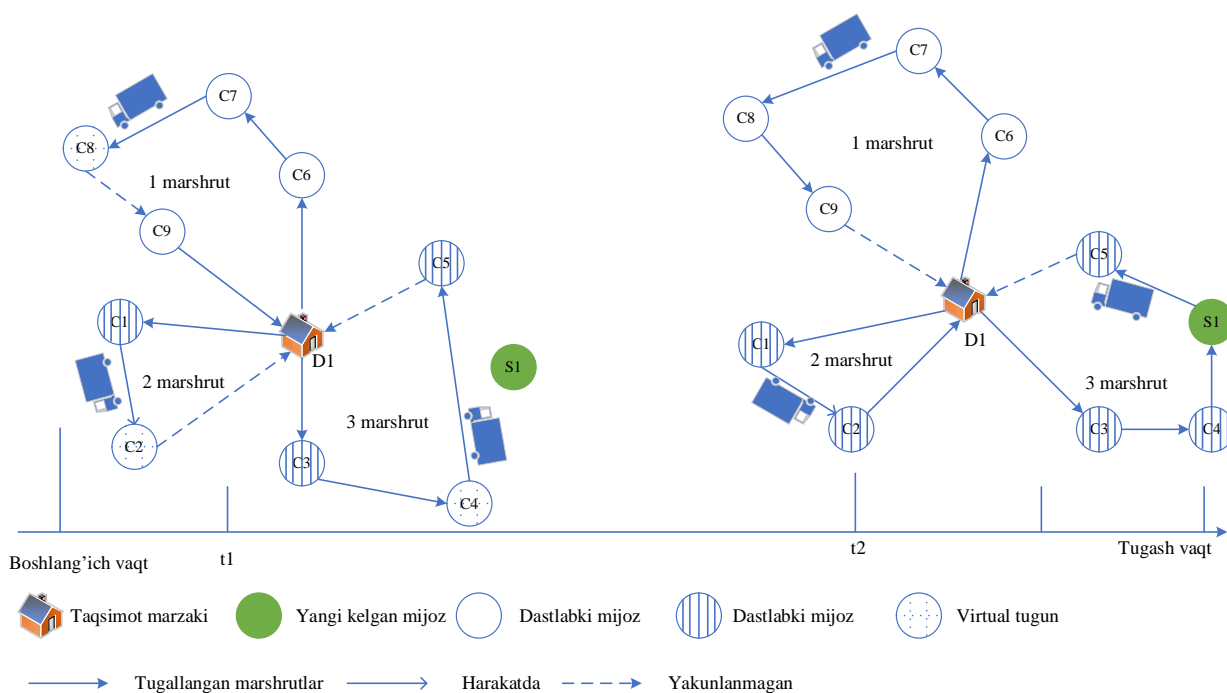 C7
C8
1 marshrut
C6
C9
C5
C1
D1
2 marshrut
S1
C2
3 marshrut
C3
C4
C7
C8
1 marshrut
C6
C9
C5
D1
S1
C1
2 marshrut
3 marshrut
C2
C3
C4
Boshlang’ich vaqt
t1
t2
Tugash vaqt
Taqsimot marzaki
Yangi kelgan mijoz
Dastlabki mijoz
Dastlabki mijoz
Virtual tugun
Tugallangan marshrutlar
Harakatda
Yakunlanmagan